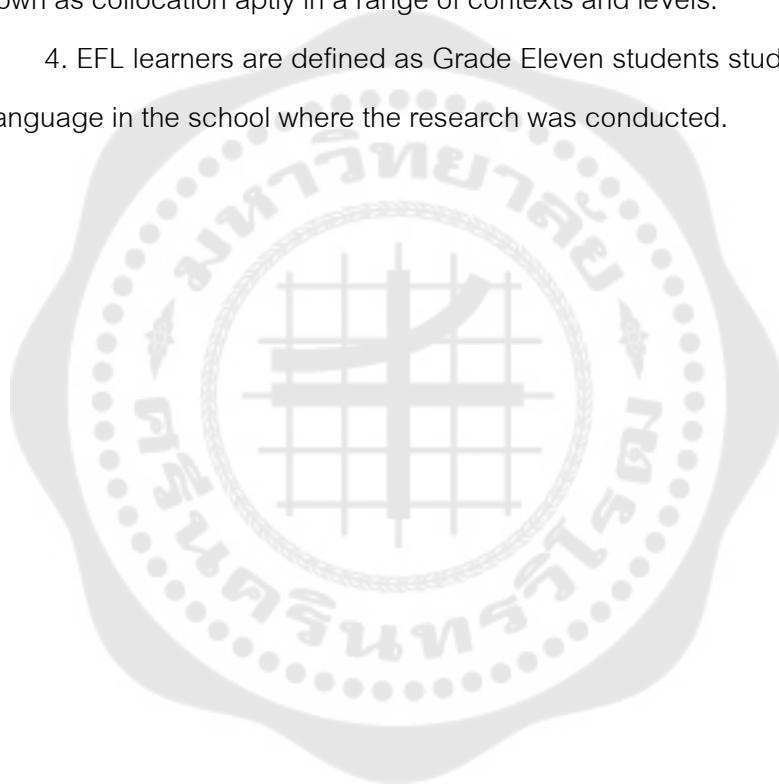 own as collocation aptly in a range of contexts and levels.
4. EFL learners are defined as Grade Eleven students stud
anguage in the school where the research was conducted.
มหาวิทยาลัย
ศรีนครินทรวิโรฒ